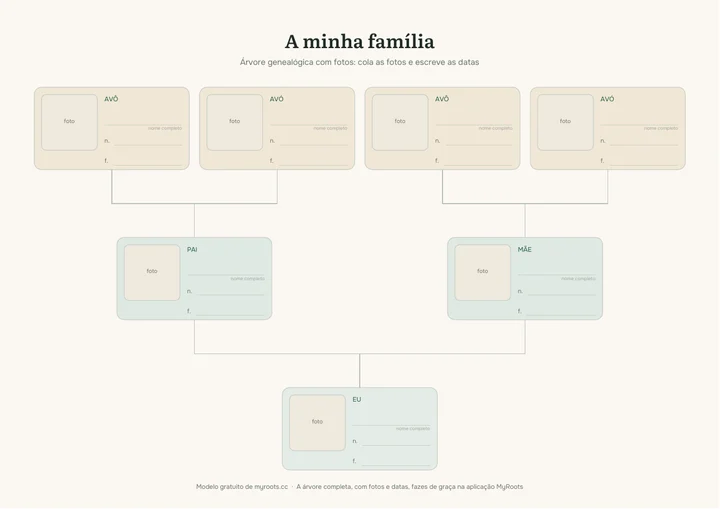 A minha família
Árvore genealógica com fotos: cola as fotos e escreve as datas
AVÔ
foto
nome completo
n.
f.
AVÓ
foto
nome completo
n.
f.
AVÔ
foto
nome completo
n.
f.
AVÓ
foto
nome completo
n.
f.
PAI
foto
nome completo
n.
f.
MÃE
foto
nome completo
n.
f.
EU
foto
nome completo
n.
f.
Modelo gratuito de myroots.cc · A árvore completa, com fotos e datas, fazes de graça na aplicação MyRoots